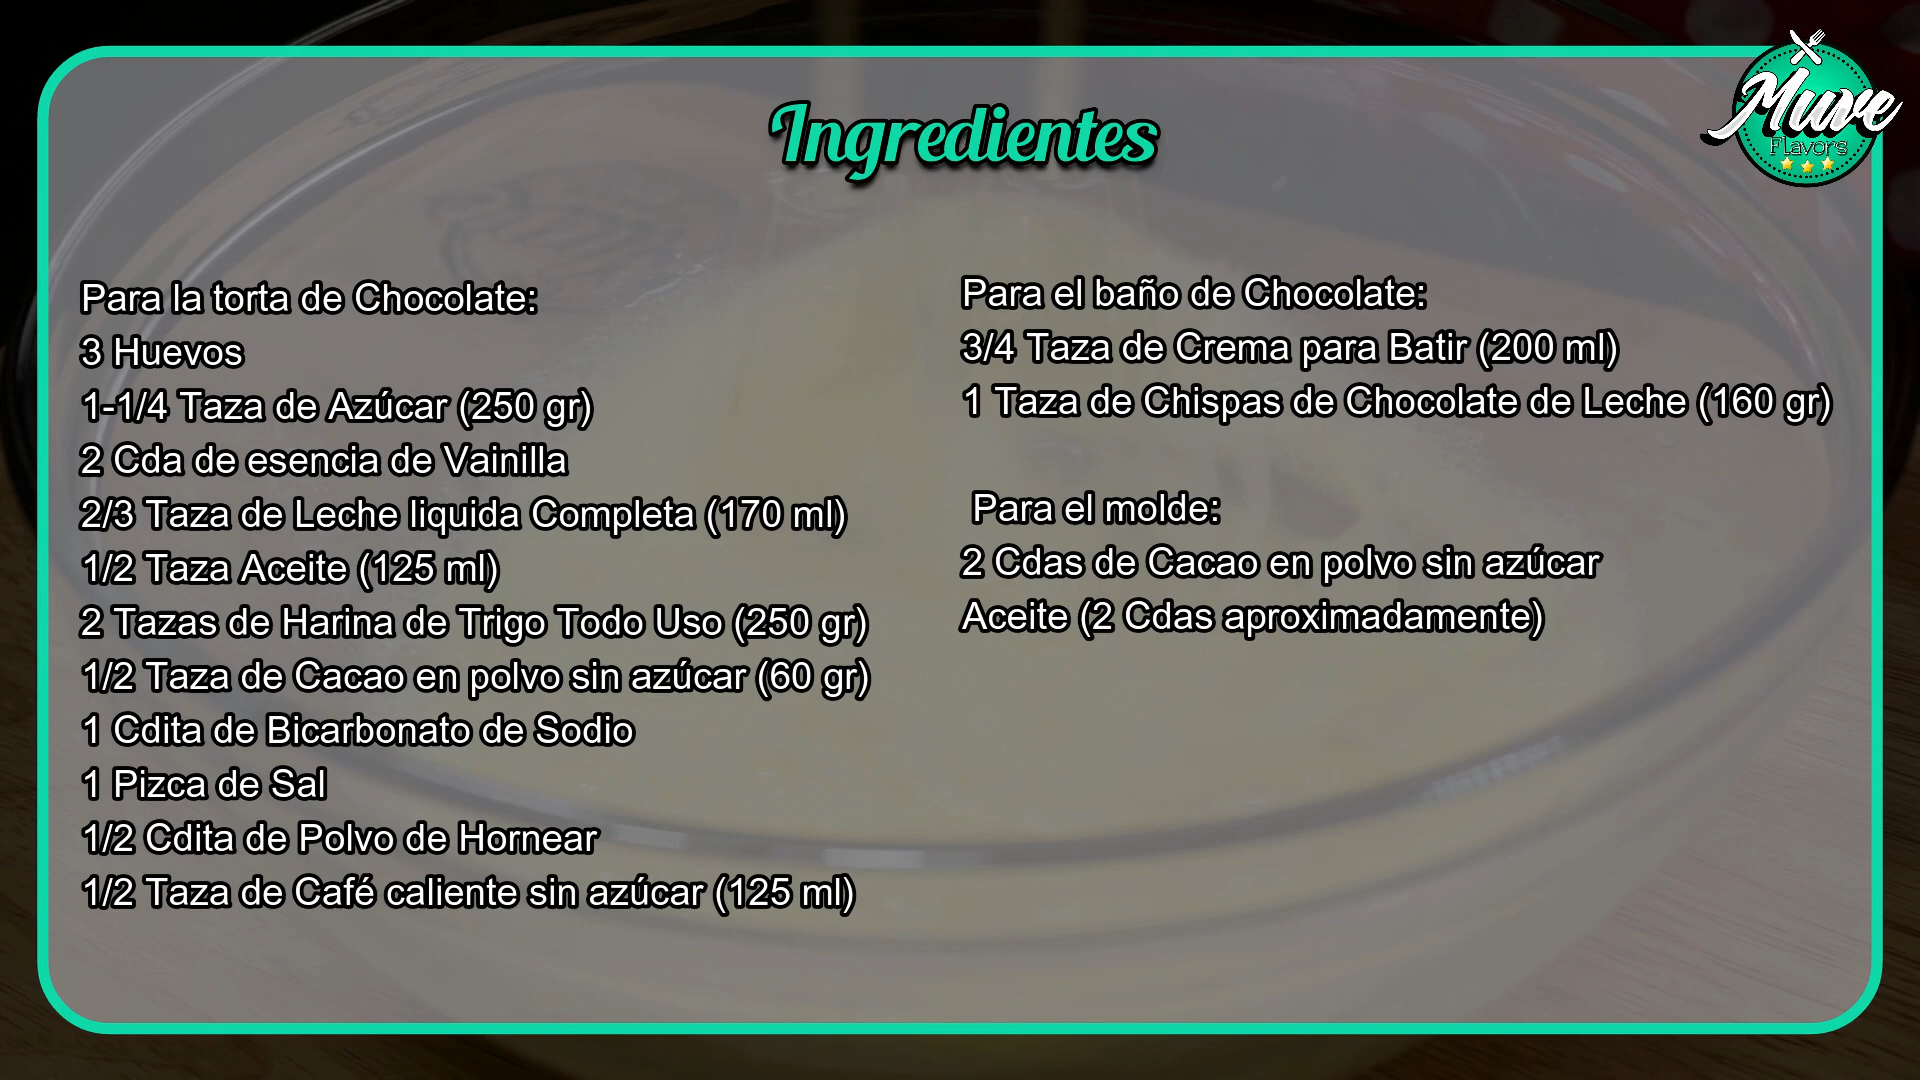 Muve
Flavors
Ingredientes
Para la torta de Chocolate:
3 Huevos
1-1/4 Taza de Azúcar (250 gr)
2 Cda de esencia de Vainilla
2/3 Taza de Leche liquida Completa (170 ml)
1/2 Taza Aceite (125 ml)
2 Tazas de Harina de Trigo Todo Uso (250 gr)
1/2 Taza de Cacao en polvo sin azúcar (60 gr)
1 Cdita de Bicarbonato de Sodio
1 Pizca de Sal
1/2 Cdita de Polvo de Hornear
1/2 Taza de Café caliente sin azúcar (125 ml)
Para el baño de Chocolate:
3/4 Taza de Crema para Batir (200 ml)
1 Taza de Chispas de Chocolate de Leche (160 gr)
Para el molde:
2 Cdas de Cacao en polvo sin azúcar
Aceite (2 Cdas aproximadamente)